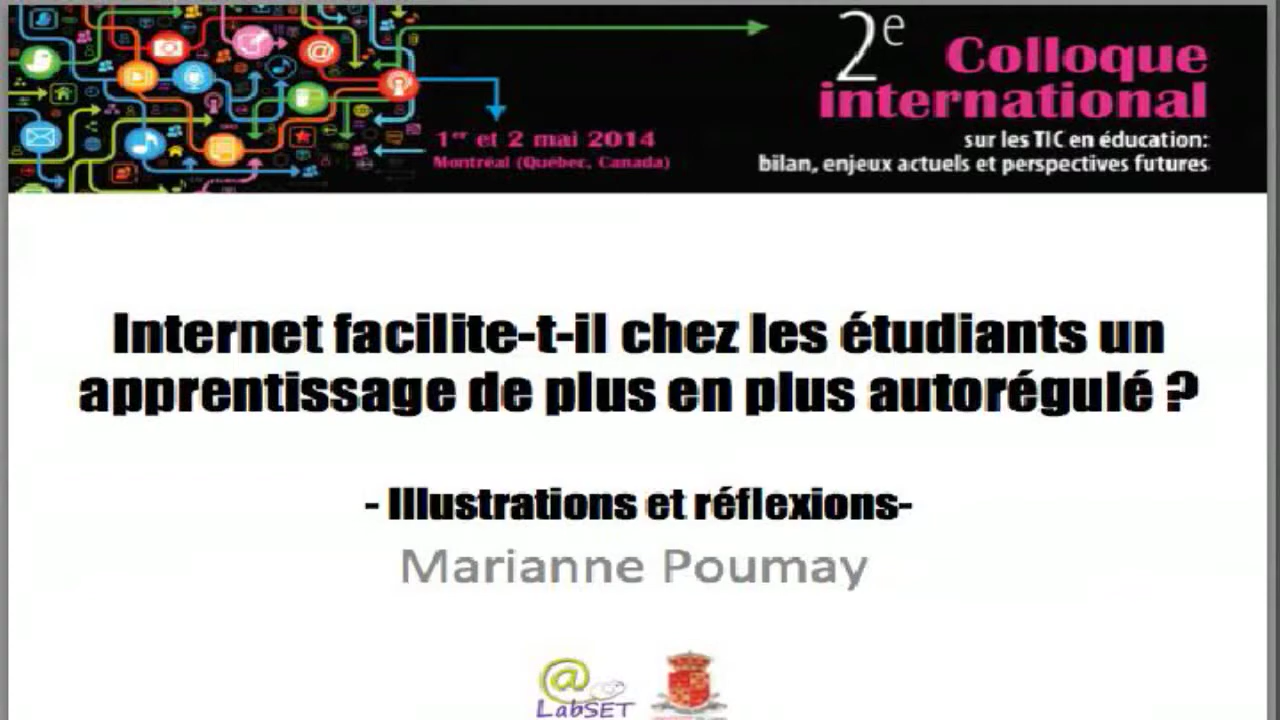 2e Colloque
international
sur les TIC en éducation:
bilan, enjeux actuels et perspectives futures
1er et 2 mai 2014
Montréal (Québec, Canada)
Internet facilite-t-il chez les étudiants un
apprentissage de plus en plus autorégulé ?
- Illustrations et réflexions-
Marianne Poumay
@
LabSET